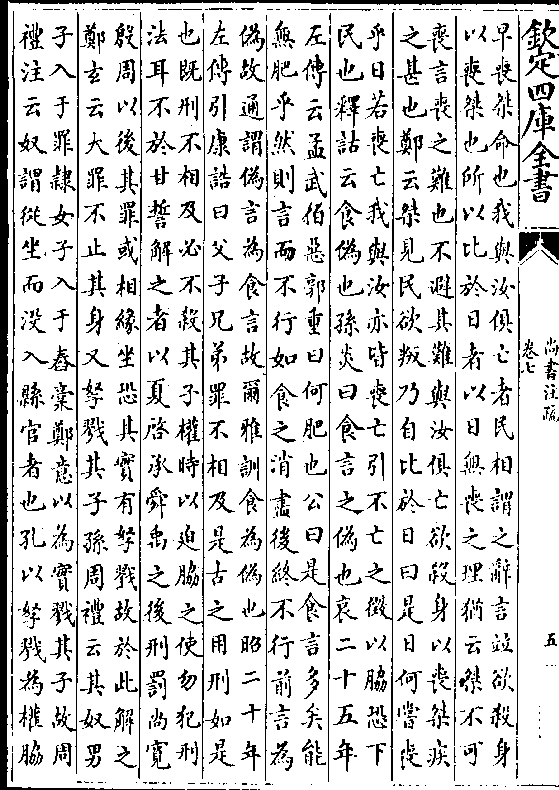 欽定四庫全書
尚書注疏
卷七
五
早喪桀命也我與汝俱亡者民相謂之辭言並欲殺身
以喪桀也所以比於日者以日無喪之理猶云桀不可
喪言喪之難也不避其難與汝俱亡欲殺身以喪桀疾
之甚也鄭云桀見民欲叛乃自比於日曰是日何嘗喪
乎日若喪亡我與汝亦皆喪亡引不亡之徵以脇恐下
民也釋詁云食偽也孫炎曰食言之偽也哀二十五年
左傳云孟武伯惡郭重曰何肥也公曰是食言多矣能
無肥乎然則言而不行如食之消盡後終不行前言為
偽故通謂偽言為食言故爾雅訓食為偽也昭二十年
左傳引康誥曰父子兄弟罪不相及是古之用刑如是
也既刑不相及必不殺其子權時以迫脇之使勿犯刑
法耳不於甘誓解之者以夏啓承舜禹之後刑罰尚寛
殷周以後其罪或相緣坐恐其實有孥戮故於此解之
鄭玄云大罪不止其身又孥戮其子孫周禮云其奴男
子入于罪隸女子入于舂槀鄭意以為實戮其子故周
禮注云奴謂從坐而没入縣官者也孔以孥戮為權脇